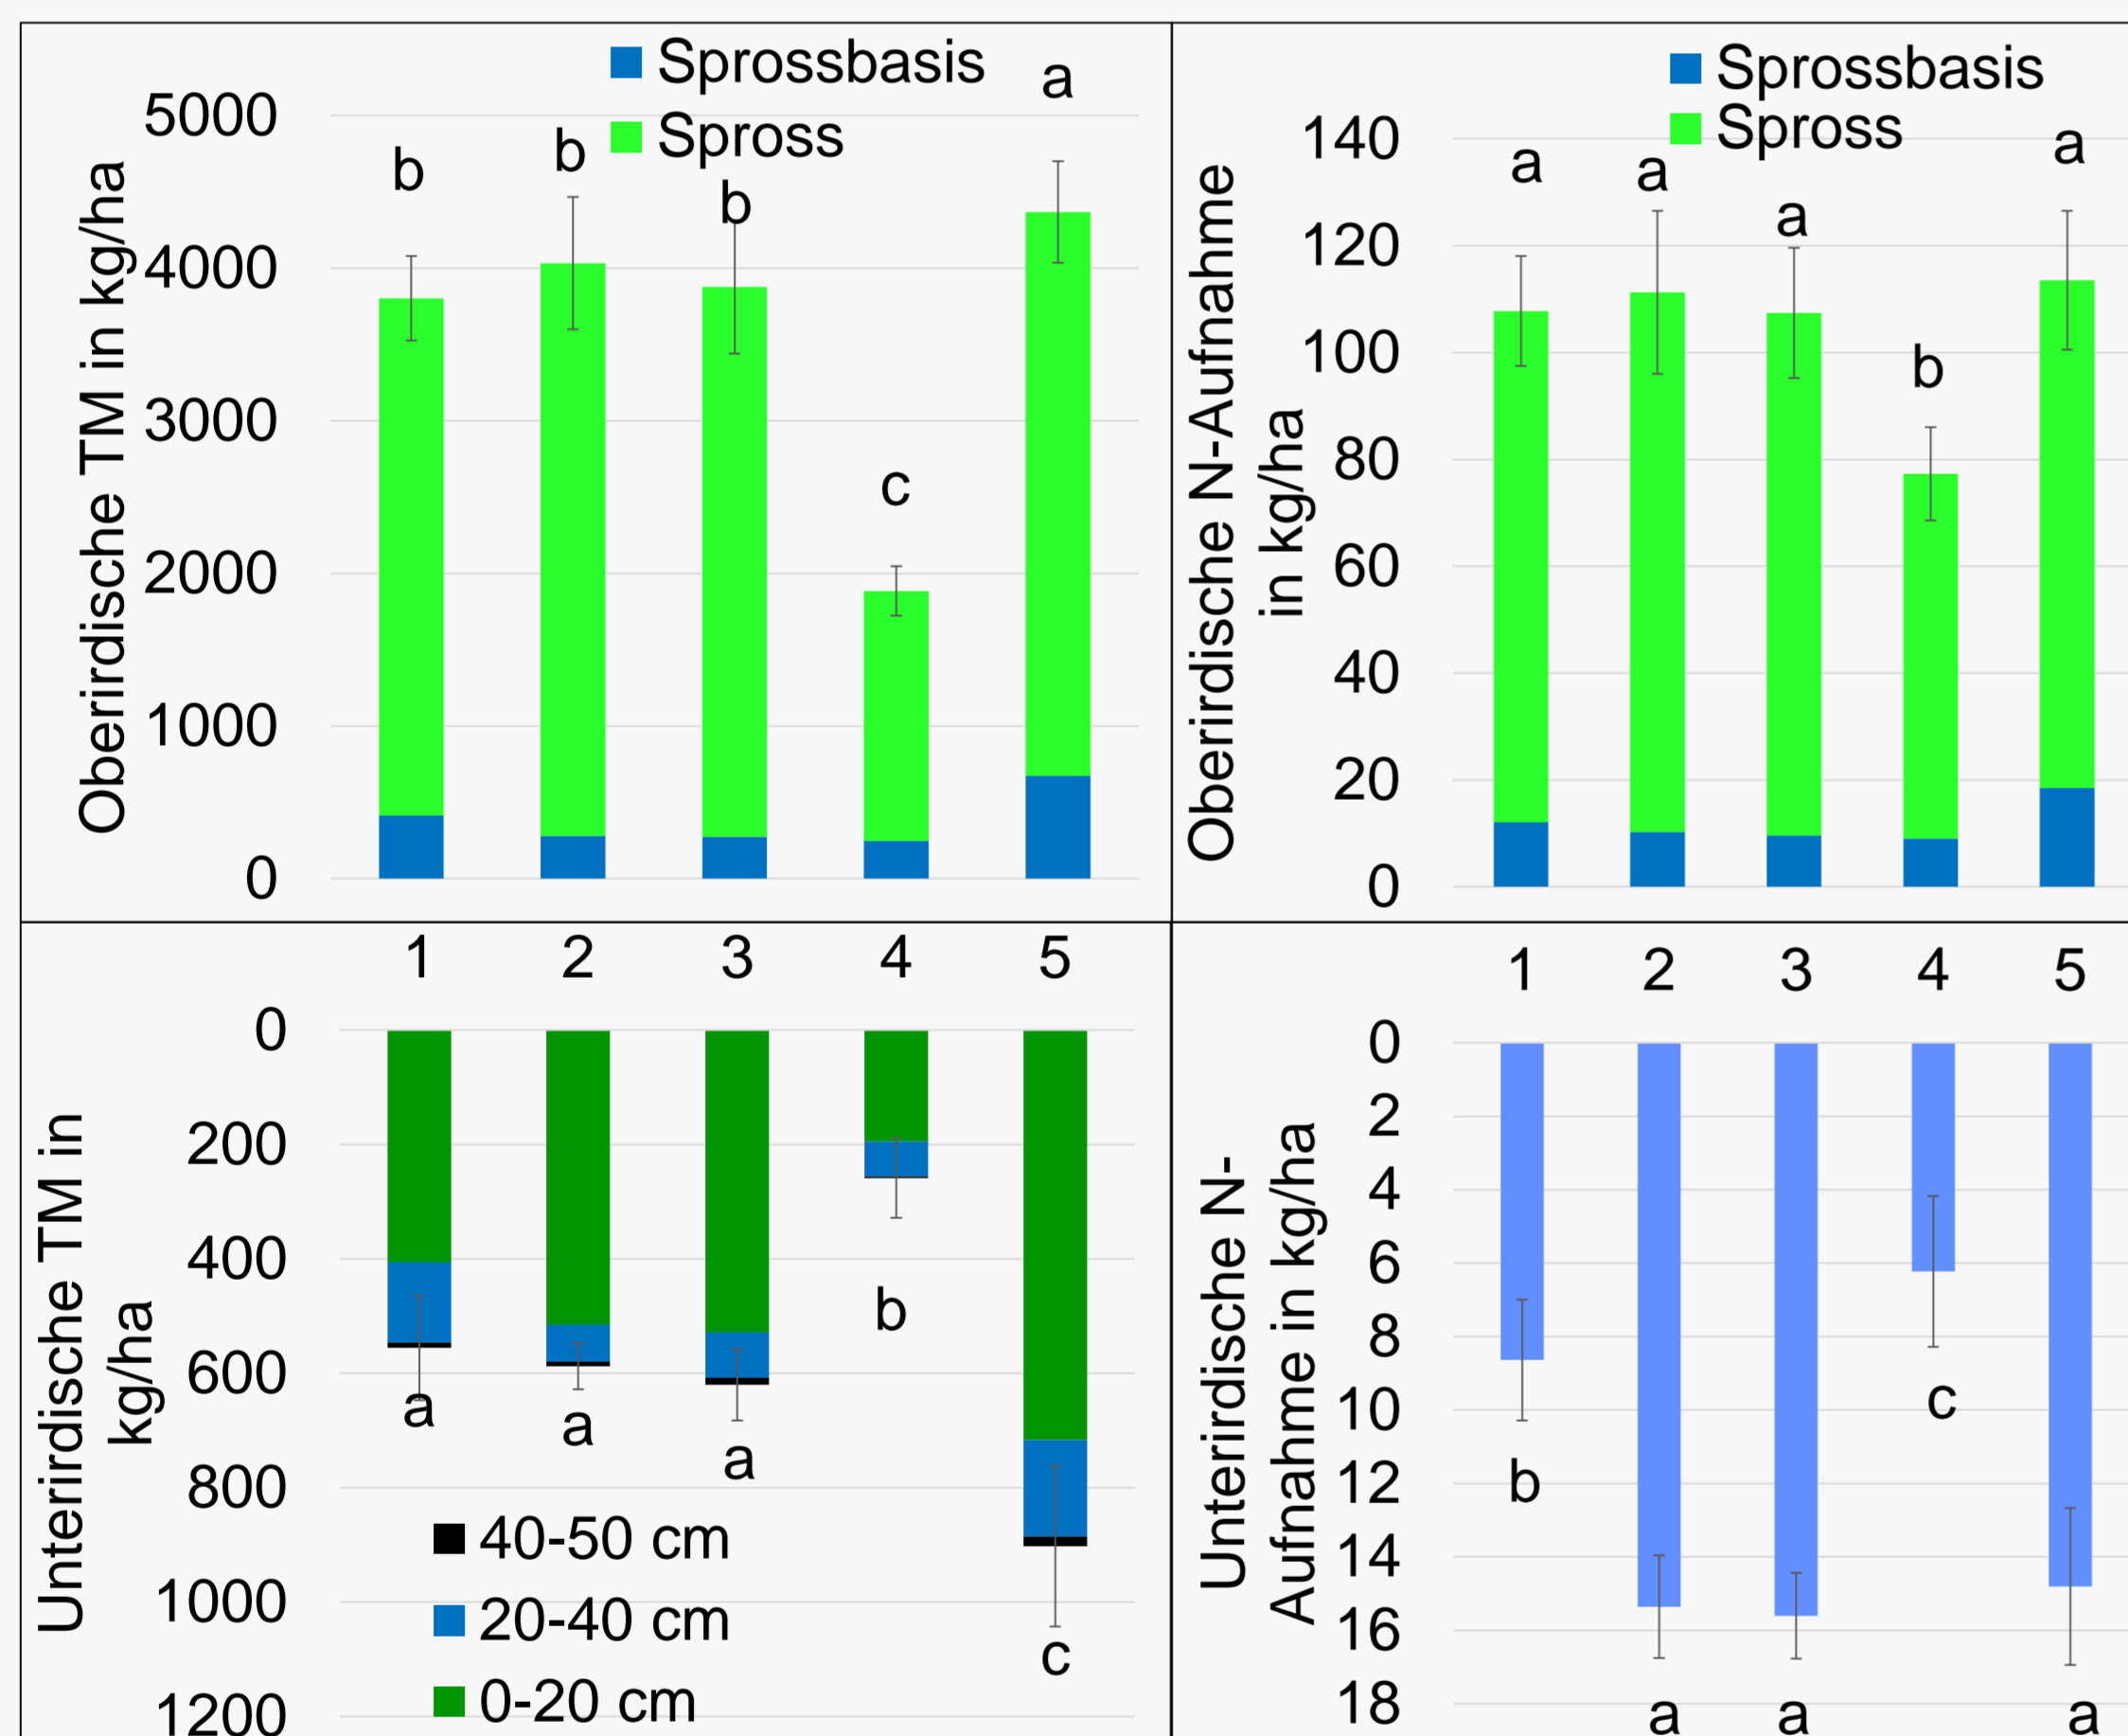 Sprossbasis
Spross
Oberirdische TM in kg/ha
5000
4000
3000
2000
1000
0
b
b
b
c
a
Sprossbasis
Spross
Oberirdische N-Aufnahme
in kg/ha
140
120
100
80
60
40
20
0
a
a
a
b
a
1 2 3 4 5
Unterirdische TM in
kg/ha
0
200
400
600
800
1000
1200
a
a
a
b
c
40-50 cm
20-40 cm
0-20 cm
1 2 3 4 5
Unterirdische N-
Aufnahme in kg/ha
0
2
4
6
8
10
12
14
16
18
b
a
a
c
a